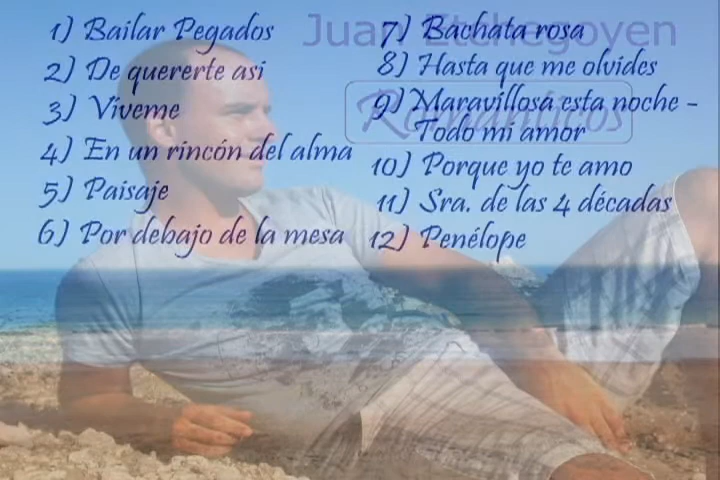 Juan Etchegoyen
Románticos
1) Bailar Pegados
2) De quererte asi
3) Víveme
4) En un rincón del alma
5) Paisaje
6) Por debajo de la mesa
7) Bachata rosa
8) Hasta que me olvides
9) Maravillosa esta noche -
Todo mi amor
10) Porque yo te amo
11) Sra. de las 4 décadas
12) Penélope